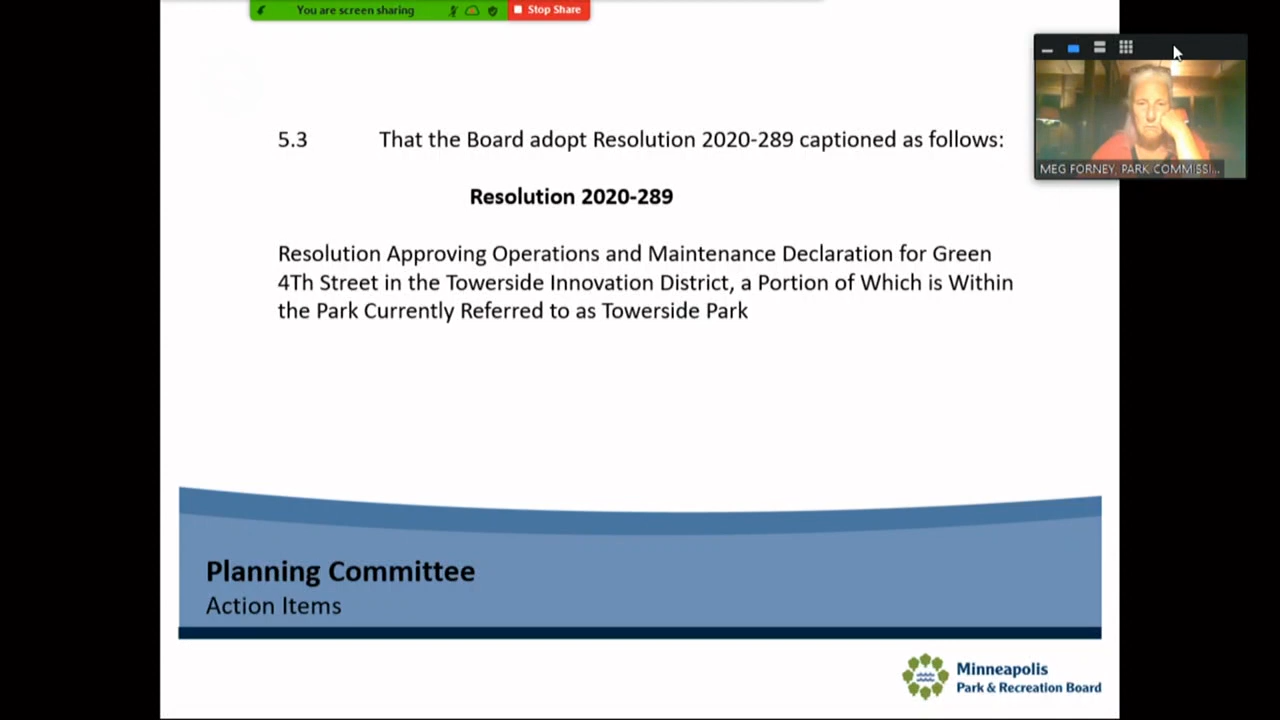 You are screen sharing
Stop Share
5.3 That the Board adopt Resolution 2020-289 captioned as follows:
MEG FORNEY, PARK COMMISSI...
Resolution 2020-289
Resolution Approving Operations and Maintenance Declaration for Green
4Th Street in the Towerside Innovation District, a Portion of Which is Within
the Park Currently Referred to as Towerside Park
Planning Committee
Action Items
Minneapolis
Park & Recreation Board